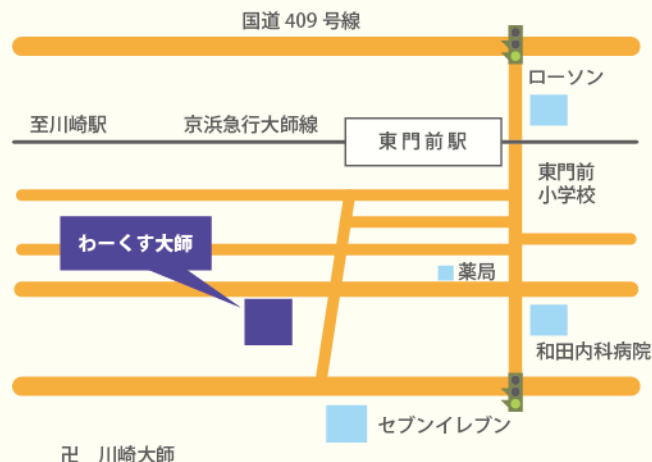 国道 409 号線
ローソン
至川崎駅
京浜急行大師線
東門前駅
東門前
小学校
わーくす大師
薬局
和田内科病院
セブンイレブン
卍 川崎大師